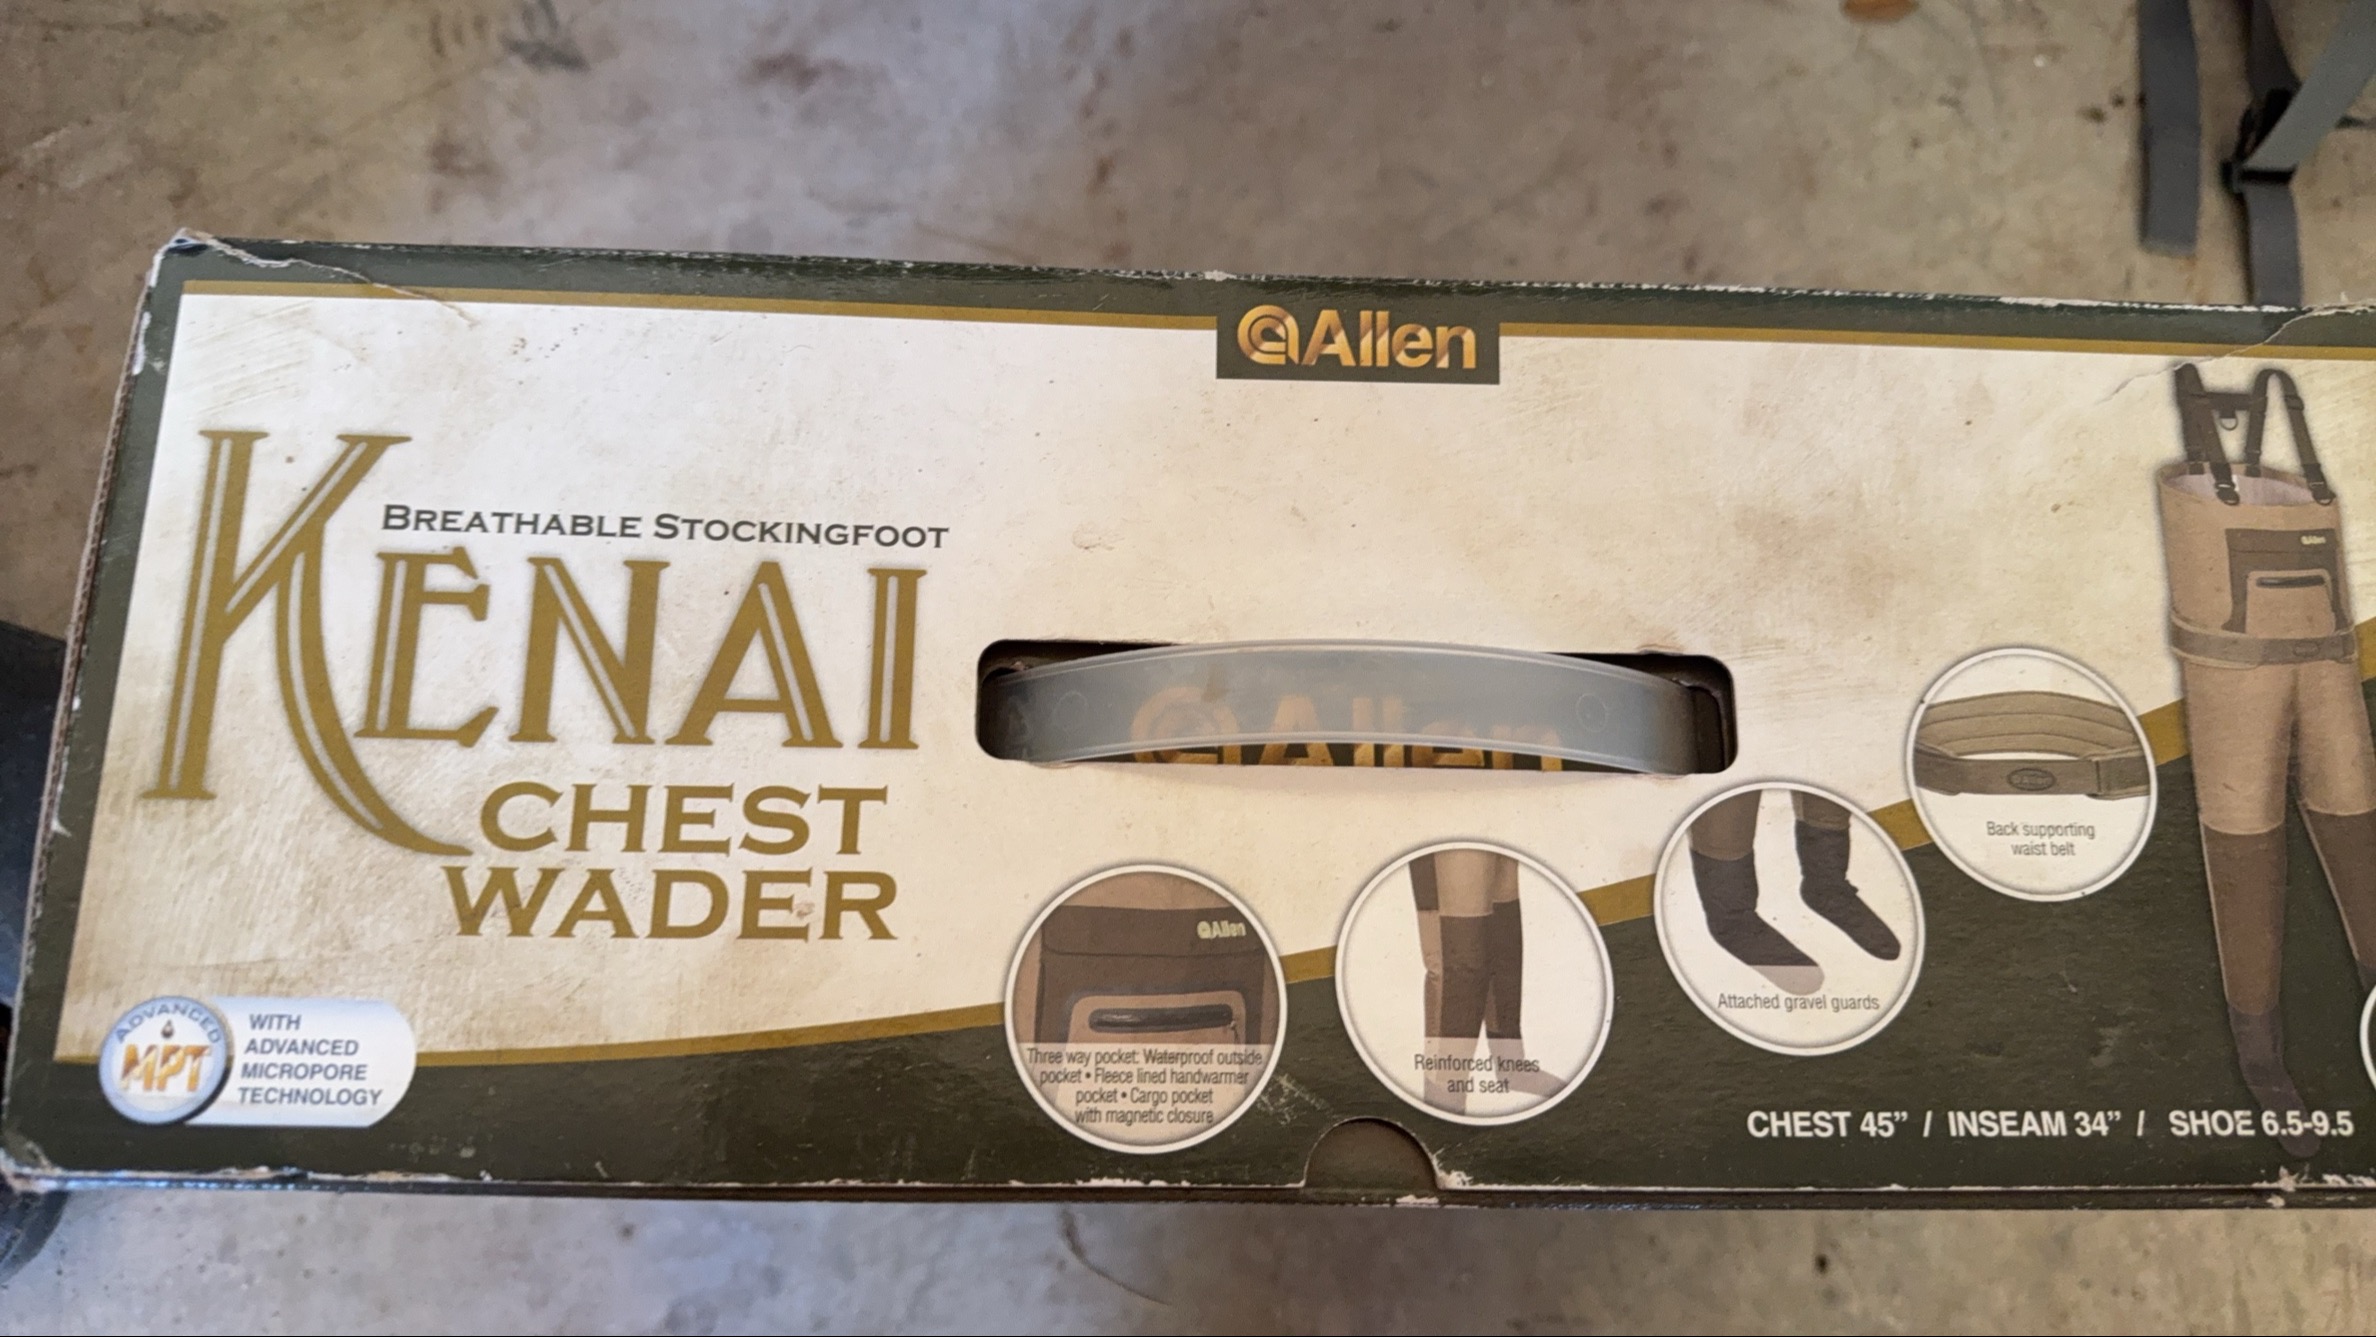 Allen
BREATHABLE STOCKINGFOOT
KENAI
CHEST
WADER
Allen
ADVANCED
MPT
WITH
ADVANCED
MICROPORE
TECHNOLOGY
Allen
Three way pocket: Waterproof outside
pocket • Fleece lined handwarmer
pocket • Cargo pocket
with magnetic closure
Reinforced knees
and seat
Attached gravel guards
Allen
Back supporting
waist belt
Allen
CHEST 45” / INSEAM 34” / SHOE 6.5-9.5